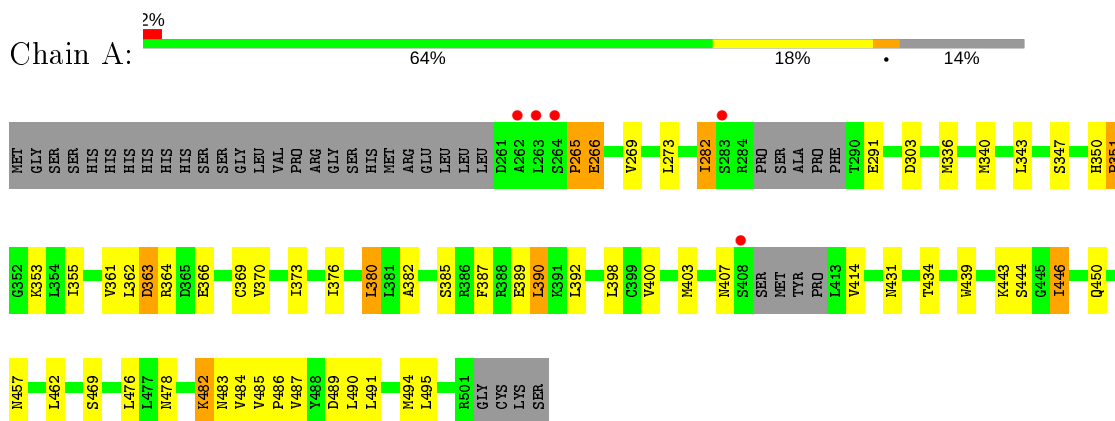 2%
Chain A:
64% 18% • 14%
MET GLY SER SER HIS HIS HIS HIS HIS HIS SER SER GLY LEU VAL PRO ARG GLY SER HIS MET ARG GLU LEU LEU LEU D261 A262 L263 S264 P265 E266 V269 L273 I282 S283 R284 PRO SER ALA PRO PHE T290 E291 D303 M336 M340 L343 S347 H350 R351
G352 K353 L354 I355 V361 L362 D363 R364 D365 E366 C369 V370 I373 I376 L380 L381 A382 S385 R386 F387 R388 E389 L390 K391 L392 L398 C399 V400 M403 N407 S408 SER MET TYR PRO L413 V414 N431 T434 W439 K443 S444 G445 I446 Q450
N457 L462 S469 L476 L477 N478 K482 N483 V484 V485 P486 V487 Y488 D489 L490 L491 M494 L495 R501 GLY CYS LYS SER